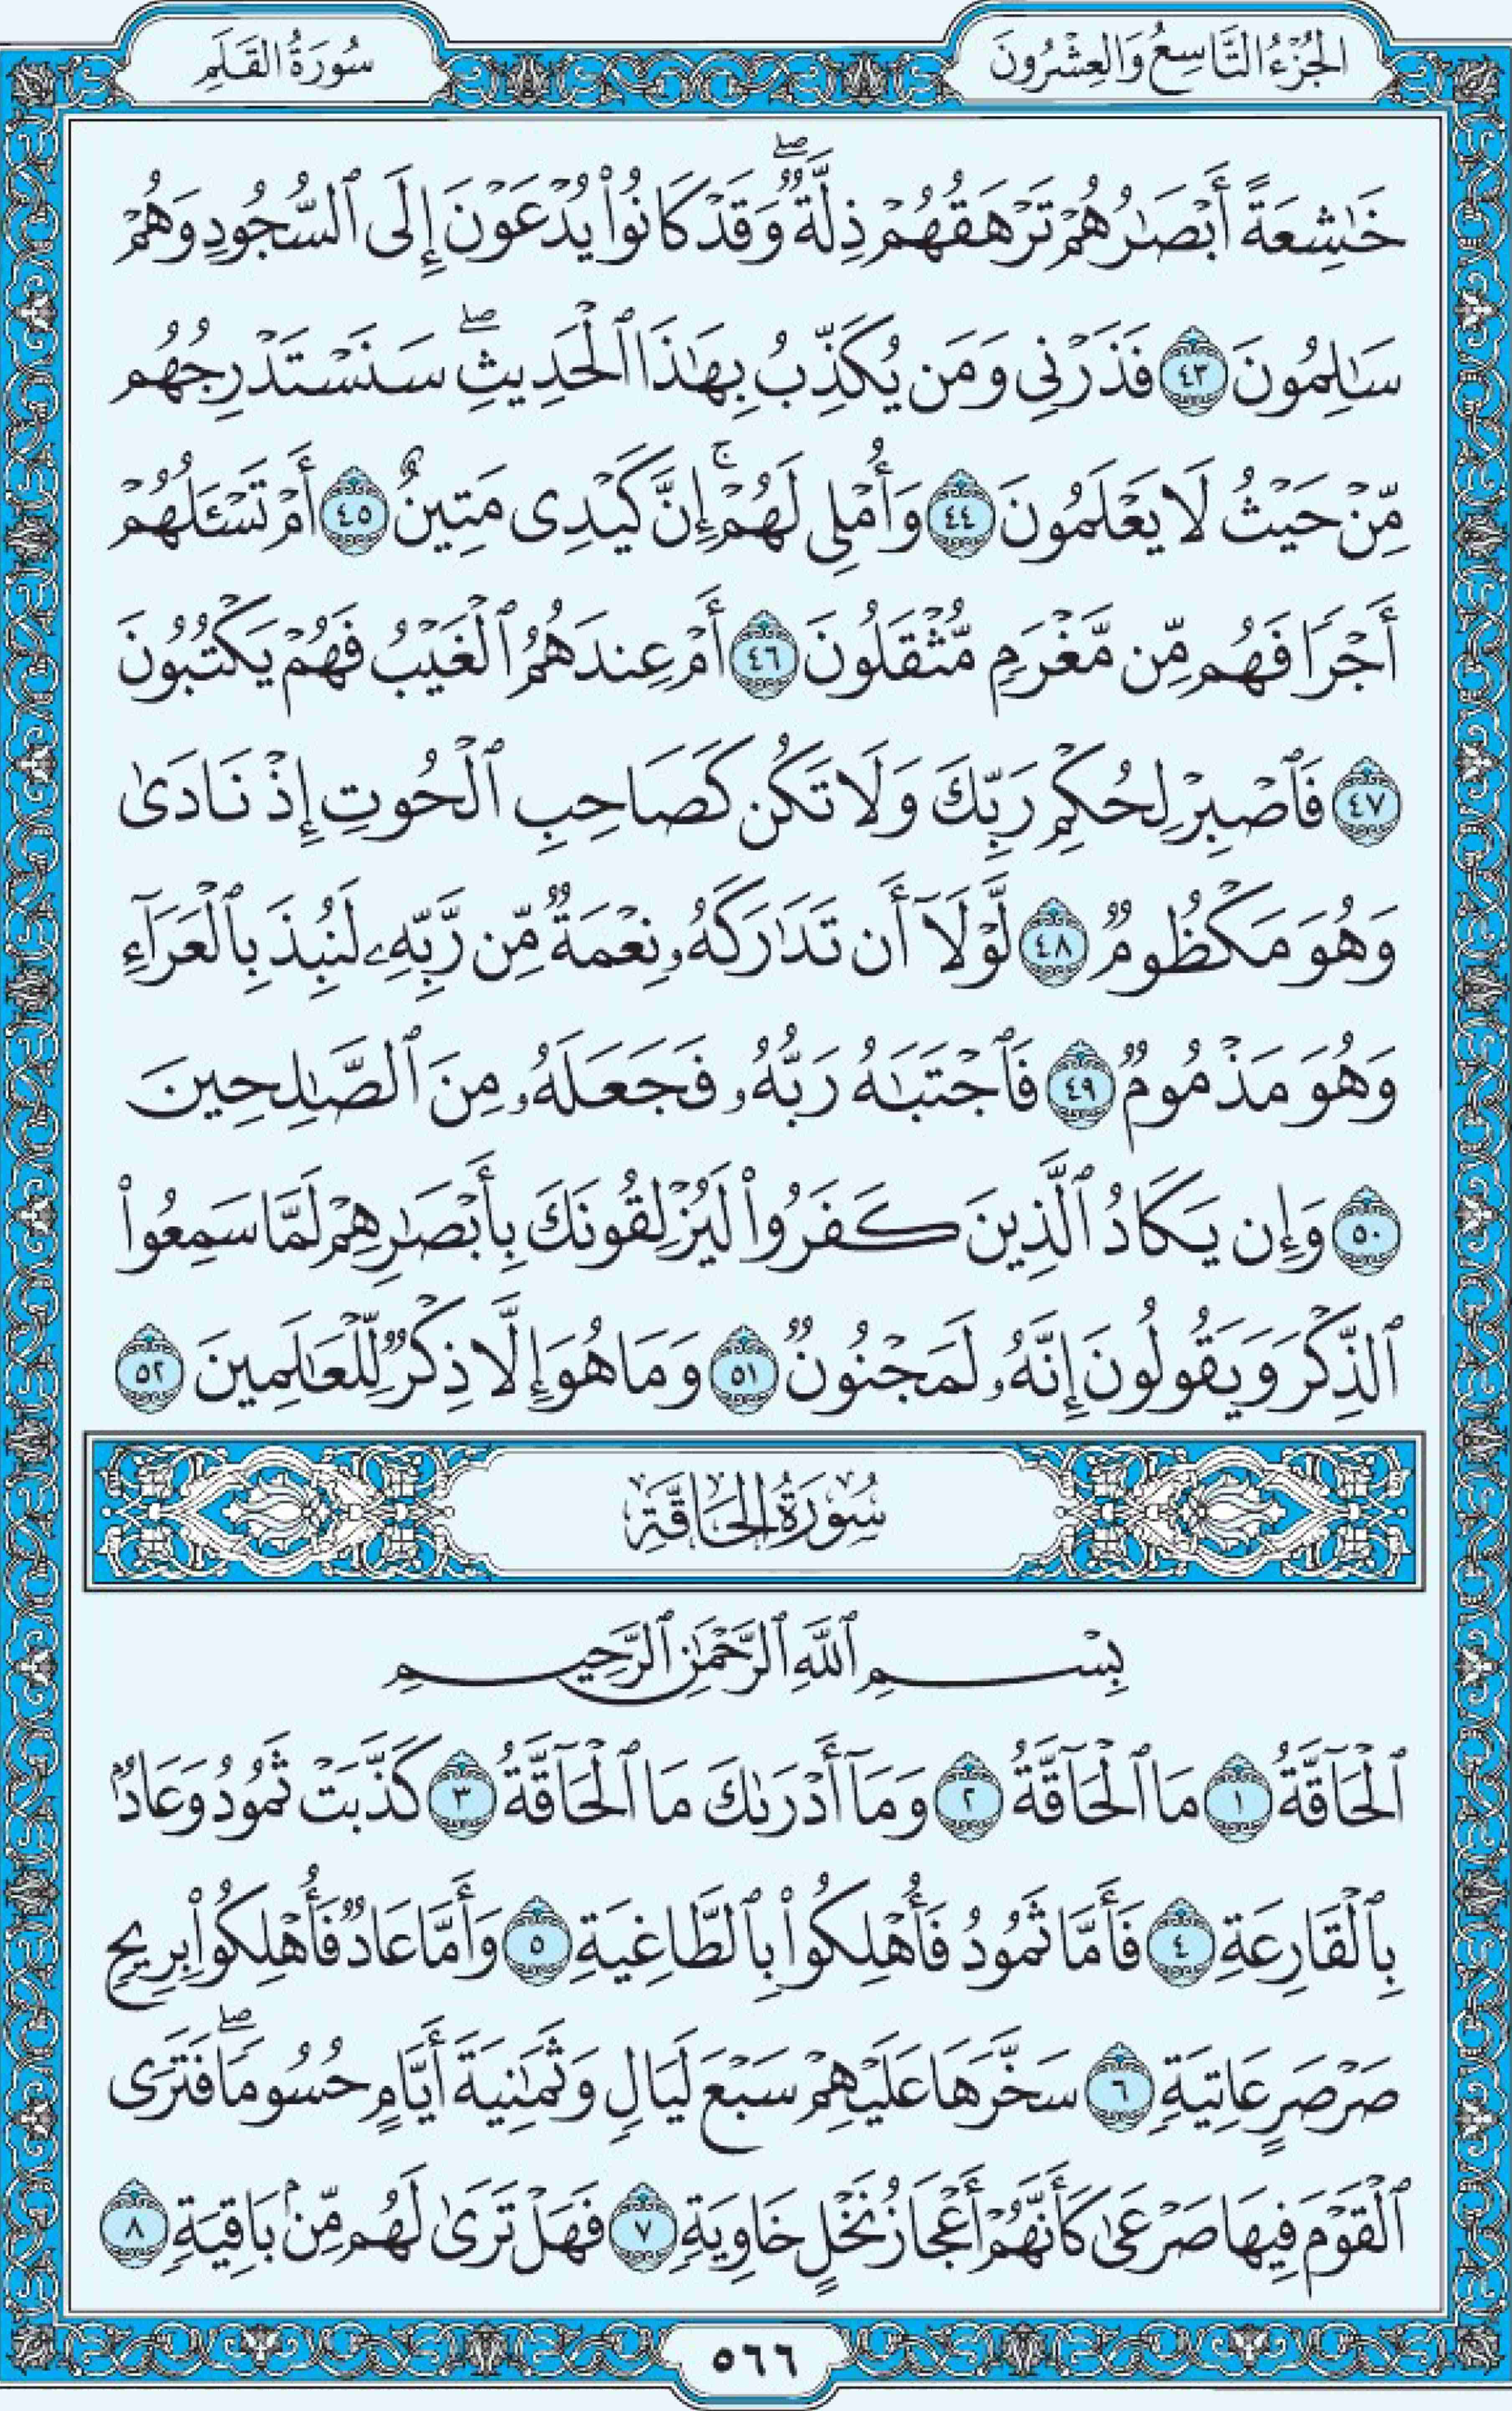 الجُزْءُ التَّاسِعُ وَالعِشْرُونَ
سُورَةُ القَلَمِ
خَٰشِعَةً أَبْصَٰرُهُمْ تَرْهَقُهُمْ ذِلَّةٌۖ وَقَدْ كَانُوا۟ يُدْعَوْنَ إِلَى ٱلسُّجُودِ وَهُمْ
سَٰلِمُونَ ٤٣ فَذَرْنِى وَمَن يُكَذِّبُ بِهَٰذَا ٱلْحَدِيثِۖ سَنَسْتَدْرِجُهُم
مِّنْ حَيْثُ لَا يَعْلَمُونَ ٤٤ وَأُمْلِى لَهُمْۚ إِنَّ كَيْدِى مَتِينٌ ٤٥ أَمْ تَسْـَٔلُهُمْ
أَجْرًا فَهُم مِّن مَّغْرَمٍ مُّثْقَلُونَ ٤٦ أَمْ عِندَهُمُ ٱلْغَيْبُ فَهُمْ يَكْتُبُونَ
٤٧ فَٱصْبِرْ لِحُكْمِ رَبِّكَ وَلَا تَكُن كَصَاحِبِ ٱلْحُوتِ إِذْ نَادَىٰ
وَهُوَ مَكْظُومٌ ٤٨ لَّوْلَآ أَن تَدَٰرَكَهُۥ نِعْمَةٌ مِّن رَّبِّهِۦ لَنُبِذَ بِٱلْعَرَآءِ
وَهُوَ مَذْمُومٌ ٤٩ فَٱجْتَبَٰهُ رَبُّهُۥ فَجَعَلَهُۥ مِنَ ٱلصَّٰلِحِينَ
٥٠ وَإِن يَكَادُ ٱلَّذِينَ كَفَرُوا۟ لَيُزْلِقُونَكَ بِأَبْصَٰرِهِمْ لَمَّا سَمِعُوا۟
ٱلذِّكْرَ وَيَقُولُونَ إِنَّهُۥ لَمَجْنُونٌ ٥١ وَمَا هُوَ إِلَّا ذِكْرٌ لِّلْعَٰلَمِينَ ٥٢
سُورَةُ الحَاقَّةِ
بِسْمِ ٱللَّهِ ٱلرَّحْمَٰنِ ٱلرَّحِيمِ
ٱلْحَآقَّةُ ١ مَا ٱلْحَآقَّةُ ٢ وَمَآ أَدْرَىٰكَ مَا ٱلْحَآقَّةُ ٣ كَذَّبَتْ ثَمُودُ وَعَادٌۢ
بِٱلْقَارِعَةِ ٤ فَأَمَّا ثَمُودُ فَأُهْلِكُوا۟ بِٱلطَّاغِيَةِ ٥ وَأَمَّا عَادٌ فَأُهْلِكُوا۟ بِرِيحٍ
صَرْصَرٍ عَاتِيَةٍ ٦ سَخَّرَهَا عَلَيْهِمْ سَبْعَ لَيَالٍ وَثَمَٰنِيَةَ أَيَّامٍ حُسُومًاۖ فَتَرَى
ٱلْقَوْمَ فِيهَا صَرْعَىٰ كَأَنَّهُمْ أَعْجَازُ نَخْلٍ خَاوِيَةٍ ٧ فَهَلْ تَرَىٰ لَهُم مِّنۢ بَاقِيَةٍ ٨
٥٦٦